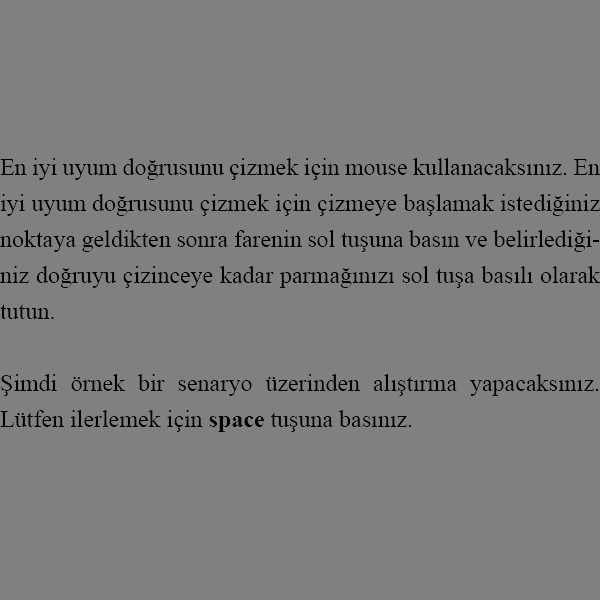 En iyi uyum doğrusunu çizmek için mouse kullanacaksınız. En
iyi uyum doğrusunu çizmek için çizmeye başlamak istediğiniz
noktaya geldikten sonra farenin sol tuşuna basın ve belirlediği-
niz doğruyu çizinceye kadar parmağınızı sol tuşa basılı olarak
tutun.
Şimdi örnek bir senaryo üzerinden alıştırma yapacaksınız.
Lütfen ilerlemek için space tuşuna basınız.